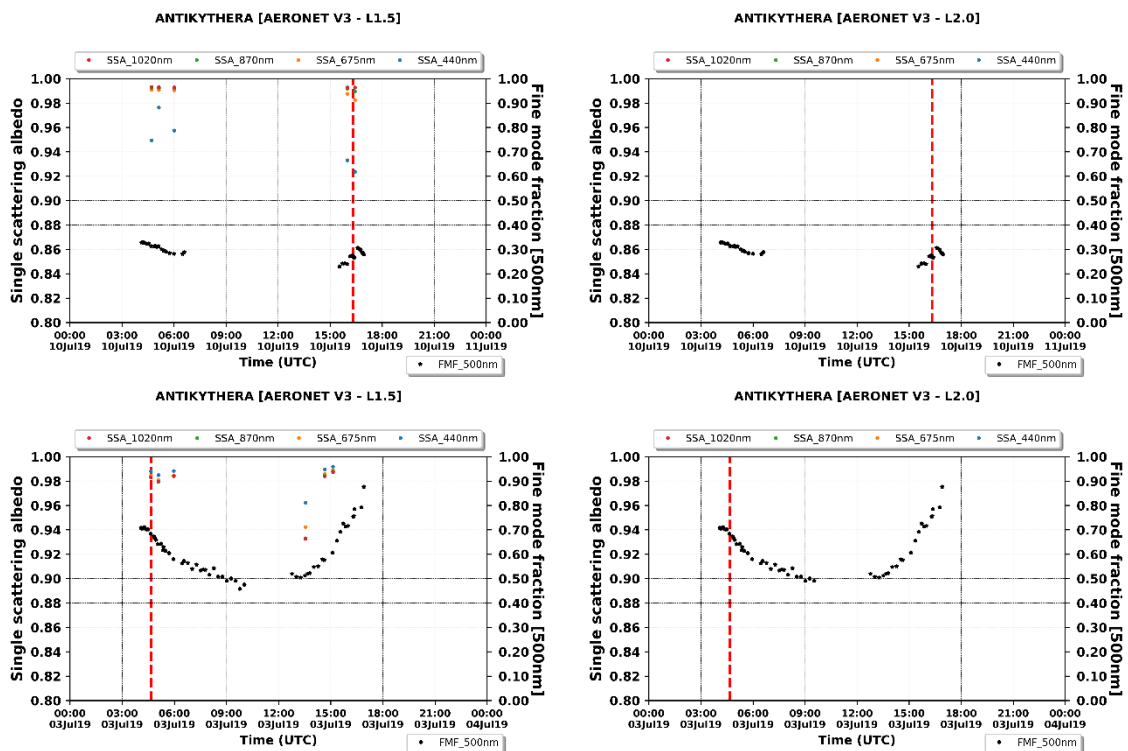 ANTIKYTHERA [AERONET V3 - L1.5]
SSA_1020nm SSA_870nm SSA_675nm SSA_440nm
Single scattering albedo
1.00
0.98
0.96
0.94
0.92
0.90
0.88
0.86
0.84
0.82
0.80
1.00
0.90
0.80
0.70
0.60
0.50
0.40
0.30
0.20
0.10
0.00
Fine mode fraction [500nm]
00:00 03:00 06:00 09:00 12:00 15:00 18:00 21:00 00:00
10Jul19 10Jul19 10Jul19 10Jul19 10Jul19 10Jul19 10Jul19 10Jul19 11Jul19
Time (UTC)
FMF_500nm
ANTIKYTHERA [AERONET V3 - L2.0]
SSA_1020nm SSA_870nm SSA_675nm SSA_440nm
Single scattering albedo
1.00
0.98
0.96
0.94
0.92
0.90
0.88
0.86
0.84
0.82
0.80
1.00
0.90
0.80
0.70
0.60
0.50
0.40
0.30
0.20
0.10
0.00
Fine mode fraction [500nm]
00:00 03:00 06:00 09:00 12:00 15:00 18:00 21:00 00:00
10Jul19 10Jul19 10Jul19 10Jul19 10Jul19 10Jul19 10Jul19 10Jul19 11Jul19
Time (UTC)
FMF_500nm
ANTIKYTHERA [AERONET V3 - L1.5]
SSA_1020nm SSA_870nm SSA_675nm SSA_440nm
Single scattering albedo
1.00
0.98
0.96
0.94
0.92
0.90
0.88
0.86
0.84
0.82
0.80
1.00
0.90
0.80
0.70
0.60
0.50
0.40
0.30
0.20
0.10
0.00
Fine mode fraction [500nm]
00:00 03:00 06:00 09:00 12:00 15:00 18:00 21:00 00:00
03Jul19 03Jul19 03Jul19 03Jul19 03Jul19 03Jul19 03Jul19 03Jul19 04Jul19
Time (UTC)
FMF_500nm
ANTIKYTHERA [AERONET V3 - L2.0]
SSA_1020nm SSA_870nm SSA_675nm SSA_440nm
Single scattering albedo
1.00
0.98
0.96
0.94
0.92
0.90
0.88
0.86
0.84
0.82
0.80
1.00
0.90
0.80
0.70
0.60
0.50
0.40
0.30
0.20
0.10
0.00
Fine mode fraction [500nm]
00:00 03:00 06:00 09:00 12:00 15:00 18:00 21:00 00:00
03Jul19 03Jul19 03Jul19 03Jul19 03Jul19 03Jul19 03Jul19 03Jul19 04Jul19
Time (UTC)
FMF_500nm